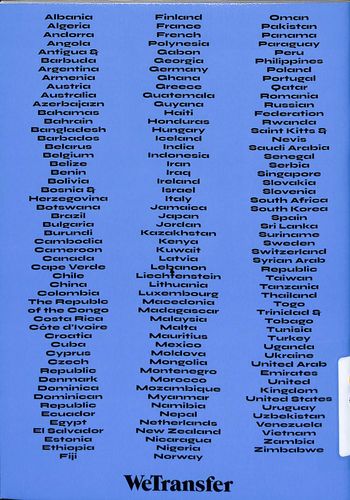 Albania
Algeria
Andorra
Angola
Antigua &
Barbuda
Argentina
Armenia
Austria
Australia
Azerbajazn
Bahamas
Bahrain
Bangladesh
Barbados
Belarus
Belgium
Belize
Benin
Bolivia
Bosnia &
Herzegovina
Botswana
Brazil
Bulgaria
Burundi
Cambodia
Cameroon
Canada
Cape Verde
Chile
China
Colombia
The Republic
of the Congo
Costa Rica
Côte d'Ivoire
Croatia
Cuba
Cyprus
Czech
Republic
Denmark
Dominica
Dominican
Republic
Ecuador
Egypt
El Salvador
Estonia
Ethiopia
Fiji
Finland
France
French
Polynesia
Gabon
Georgia
Germany
Ghana
Greece
Guatemala
Guyana
Haiti
Honduras
Hungary
Iceland
India
Indonesia
Iran
Iraq
Ireland
Israel
Italy
Jamaica
Japan
Jordan
Kazakhstan
Kenya
Kuwait
Latvia
Lebanon
Liechtenstein
Lithuania
Luxembourg
Macedonia
Madagascar
Malaysia
Malta
Mauritius
Mexico
Moldova
Mongolia
Montenegro
Morocco
Mozambique
Myanmar
Namibia
Nepal
Netherlands
New Zealand
Nicaragua
Nigeria
Norway
Oman
Pakistan
Panama
Paraguay
Peru
Philippines
Poland
Portugal
Qatar
Romania
Russian
Federation
Rwanda
Saint Kitts &
Nevis
Saudi Arabia
Senegal
Serbia
Singapore
Slovakia
Slovenia
South Africa
South Korea
Spain
Sri Lanka
Suriname
Sweden
Switzerland
Syrian Arab
Republic
Taiwan
Tanzania
Thailand
Togo
Trinidad &
Tobago
Tunisia
Turkey
Uganda
Ukraine
United Arab
Emirates
United
Kingdom
United States
Uruguay
Uzbekistan
Venezuela
Vietnam
Zambia
Zimbabwe
WeTransfer